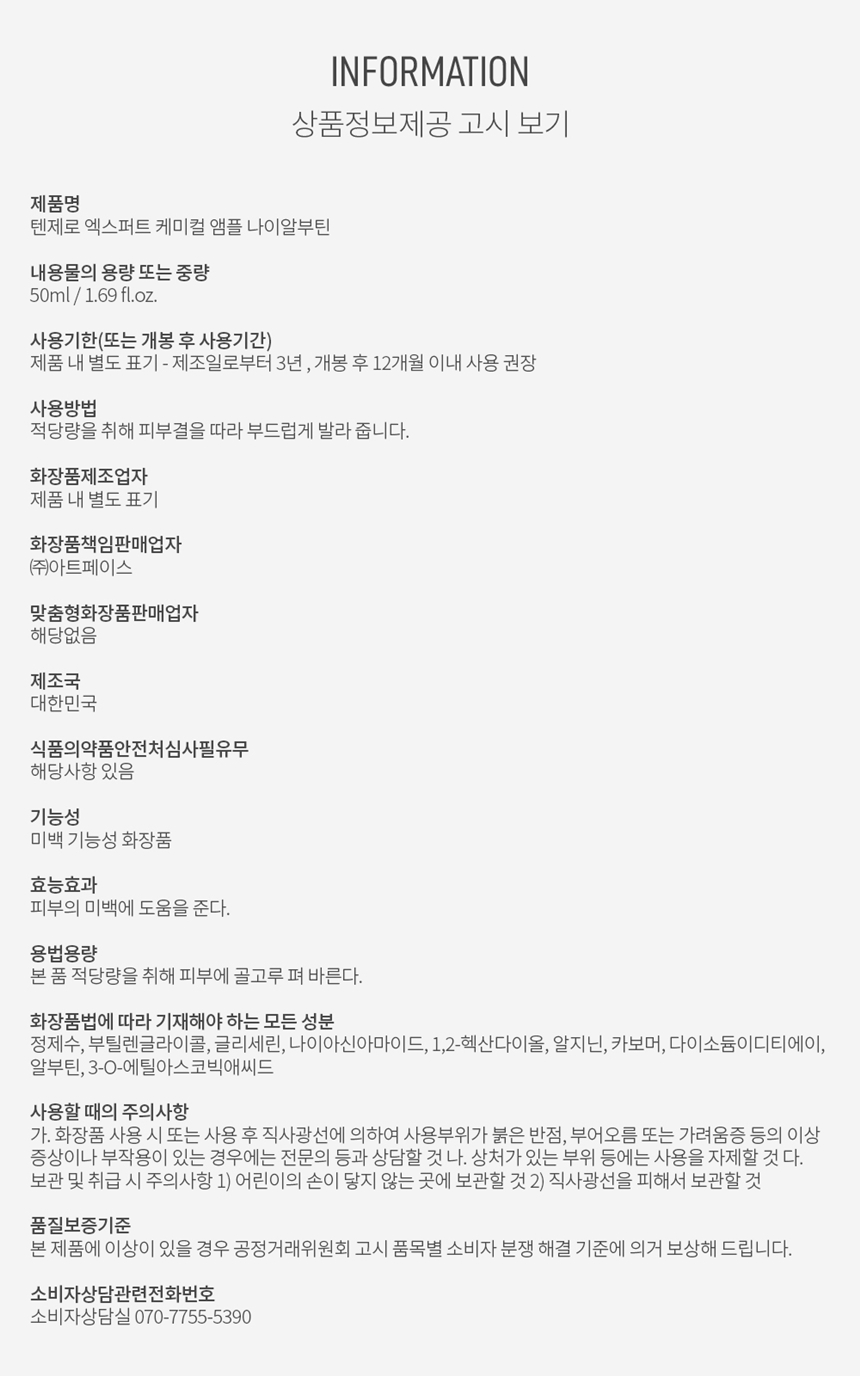 INFORMATION
상품정보제공 고시 보기
제품명
텐제로 엑스퍼트 케미컬 앰플 나이알부틴
내용물의 용량 또는 중량
50ml / 1.69 fl.oz.
사용기한(또는 개봉 후 사용기간)
제품 내 별도 표기 - 제조일로부터 3년 , 개봉 후 12개월 이내 사용 권장
사용방법
적당량을 취해 피부결을 따라 부드럽게 발라 줍니다.
화장품제조업자
제품 내 별도 표기
화장품책임판매업자
㈜아트페이스
맞춤형화장품판매업자
해당없음
제조국
대한민국
식품의약품안전처심사필유무
해당사항 있음
기능성
미백 기능성 화장품
효능효과
피부의 미백에 도움을 준다.
용법용량
본 품 적당량을 취해 피부에 골고루 펴 바른다.
화장품법에 따라 기재해야 하는 모든 성분
정제수, 부틸렌글라이콜, 글리세린, 나이아신아마이드, 1,2-헥산다이올, 알지닌, 카보머, 다이소듐이디티에이,
알부틴, 3-O-에틸아스코빅애씨드
사용할 때의 주의사항
가. 화장품 사용 시 또는 사용 후 직사광선에 의하여 사용부위가 붉은 반점, 부어오름 또는 가려움증 등의 이상
증상이나 부작용이 있는 경우에는 전문의 등과 상담할 것 나. 상처가 있는 부위 등에는 사용을 자제할 것 다.
보관 및 취급 시 주의사항 1) 어린이의 손이 닿지 않는 곳에 보관할 것 2) 직사광선을 피해서 보관할 것
품질보증기준
본 제품에 이상이 있을 경우 공정거래위원회 고시 품목별 소비자 분쟁 해결 기준에 의거 보상해 드립니다.
소비자상담관련전화번호
소비자상담실 070-7755-5390